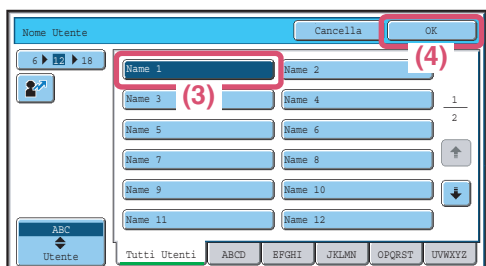 Nome Utente
Cancella
OK
(4)
6 12 18
Name 1
Name 2
(3)
Name 3
Name 4
1
2
Name 5
Name 6
Name 7
Name 8
Name 9
Name 10
Name 11
Name 12
ABC
Utente
Tutti Utenti
ABCD
EFGHI
JKLMN
OPQRST
UVWXYZ